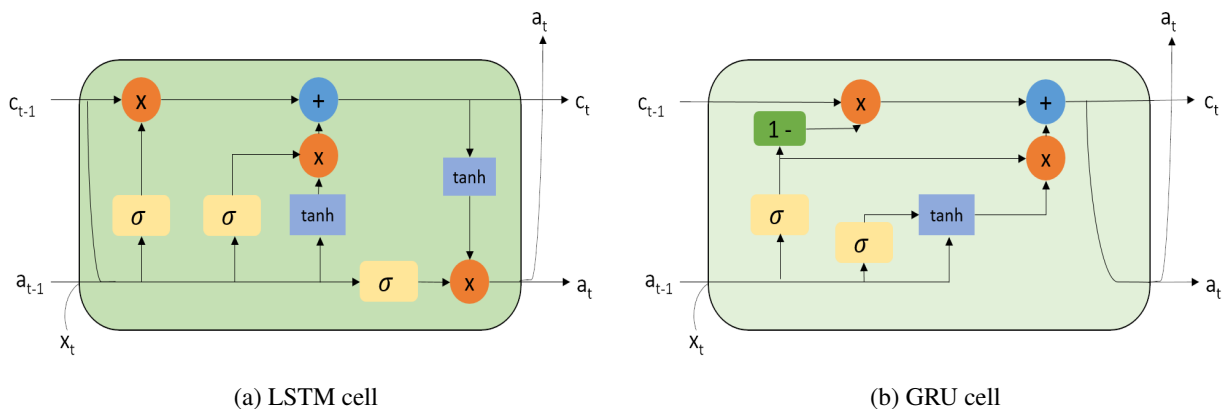 a_t
c_{t-1}
x
+
c_t
x
σ
σ
tanh
tanh
a_{t-1}
σ
x
a_t
x_t
(a) LSTM cell
a_t
c_{t-1}
x
+
c_t
1 -
x
σ
σ
tanh
a_{t-1}
a_t
x_t
(b) GRU cell